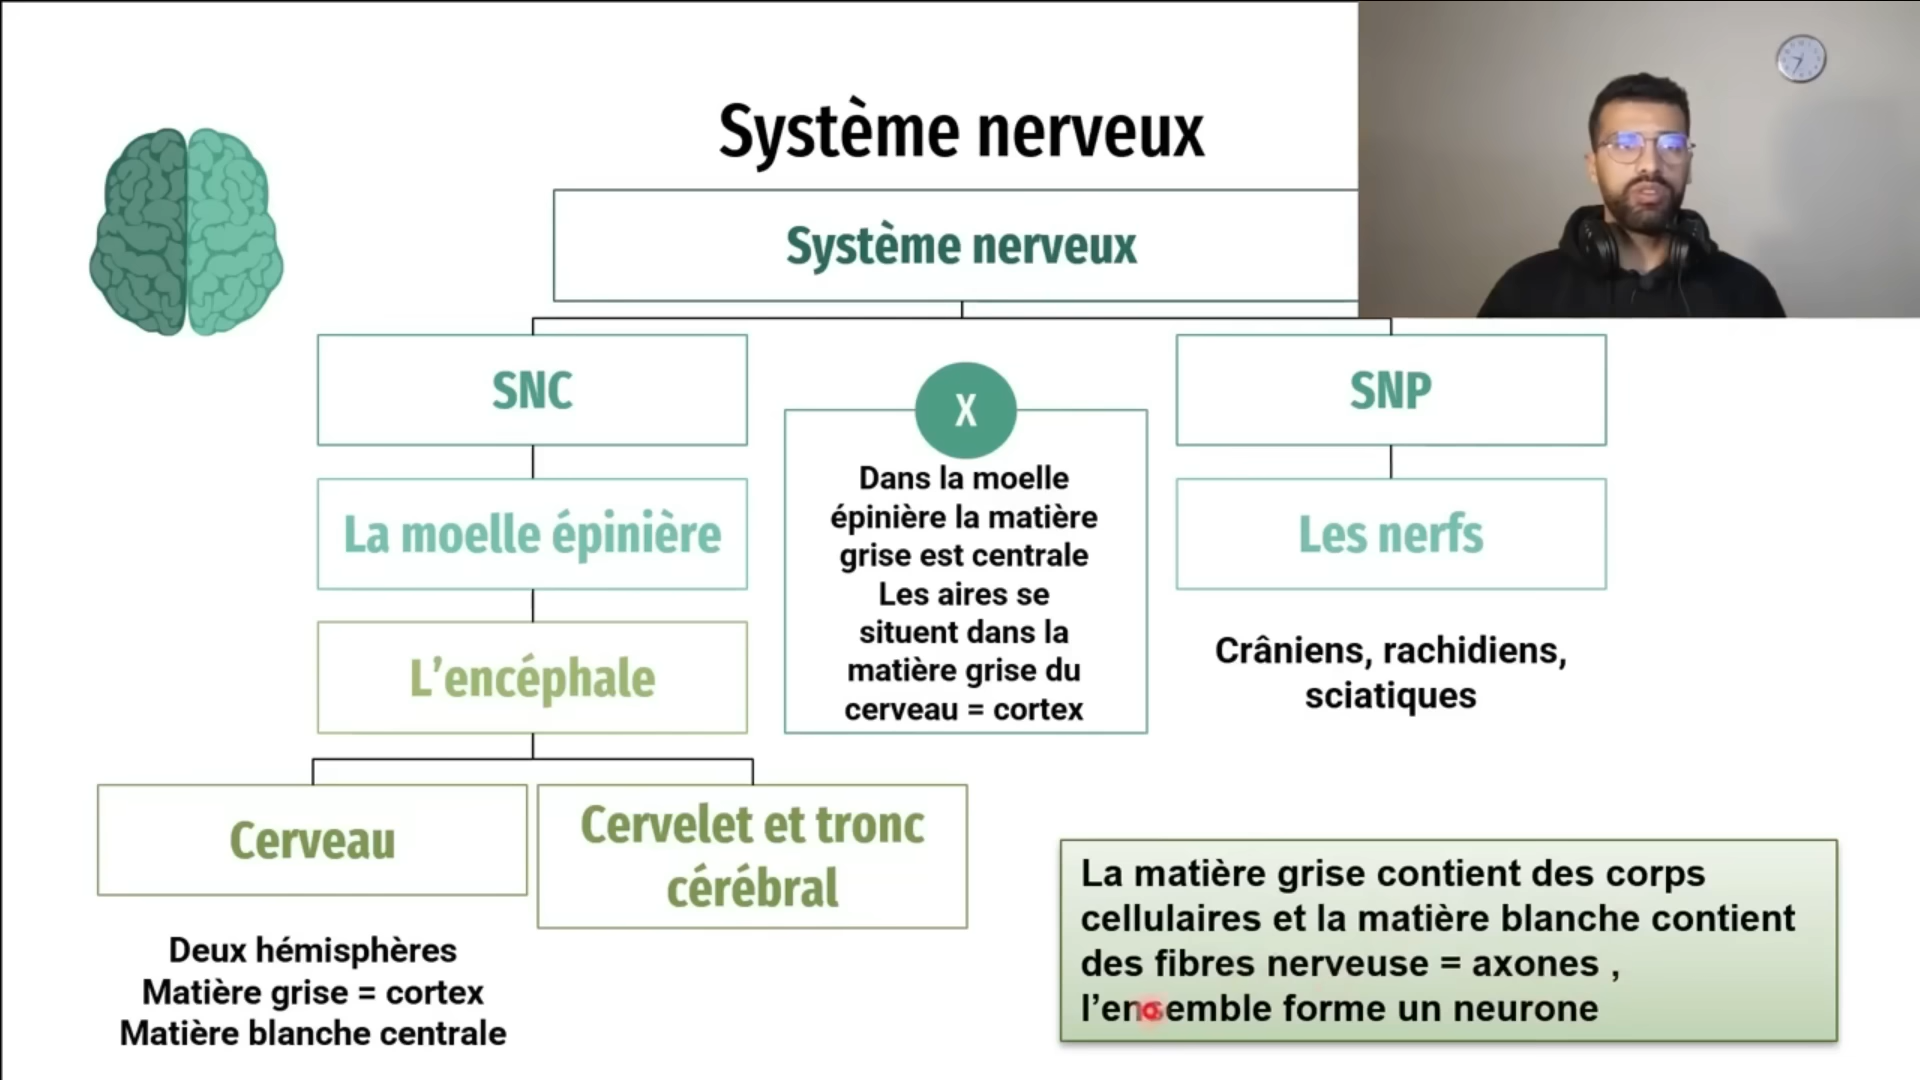 Système nerveux
Système nerveux
SNC
SNP
X
La moelle épinière
Les nerfs
Dans la moelle
épinière la matière
grise est centrale
Les aires se
situent dans la
matière grise du
cerveau = cortex
L’encéphale
Crâniens, rachidiens,
sciatiques
Cerveau
Cervelet et tronc
cérébral
Deux hémisphères
Matière grise = cortex
Matière blanche centrale
La matière grise contient des corps
cellulaires et la matière blanche contient
des fibres nerveuse = axones ,
l’ensemble forme un neurone